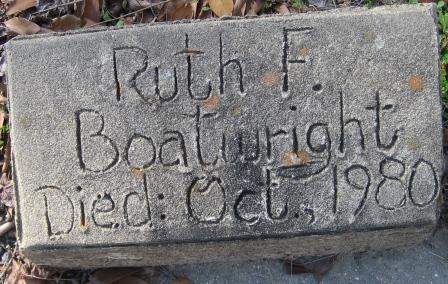 Ruth F.
Boatwright
Died: Oct., 1980